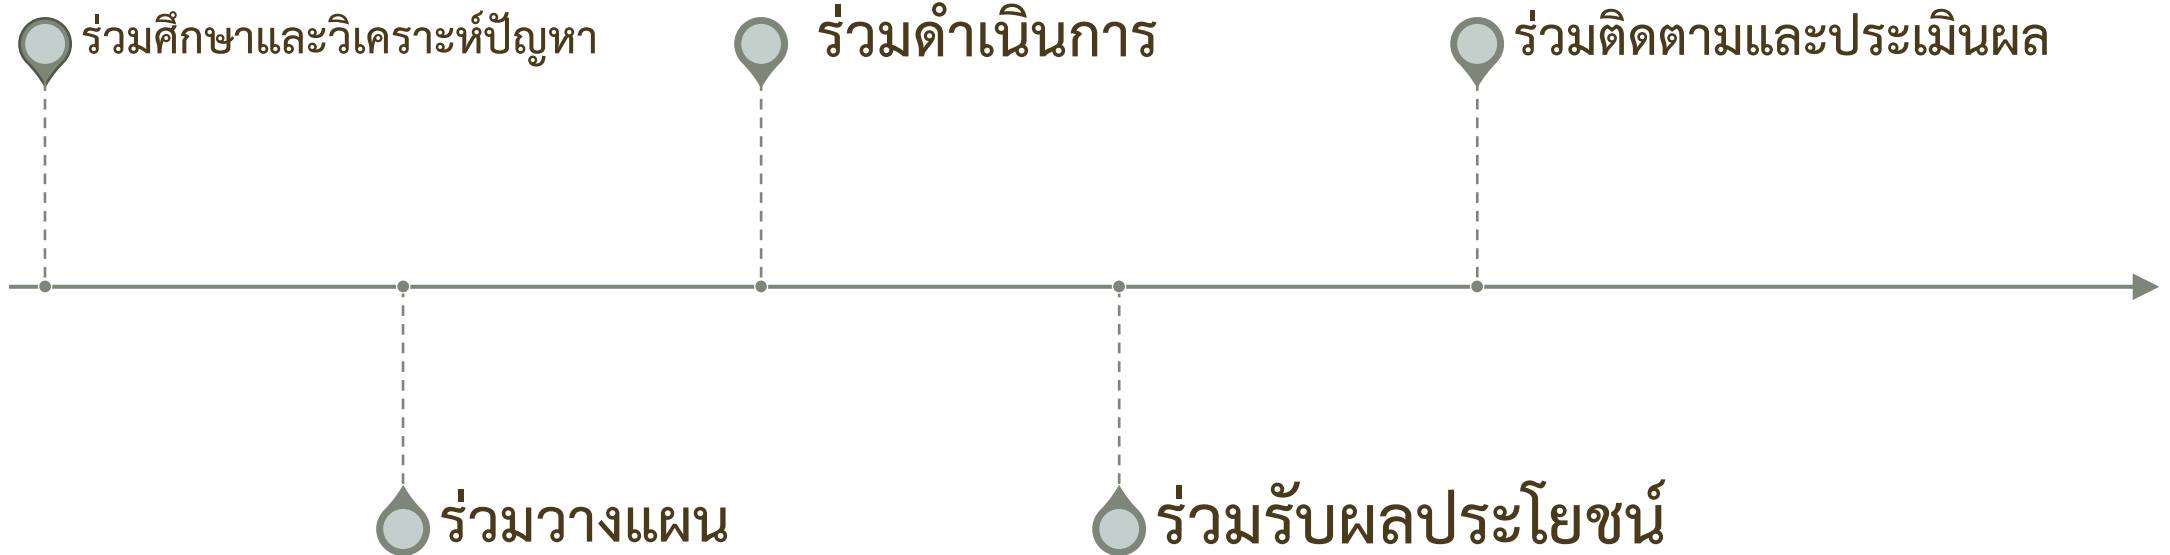 ร่วมศึกษาและวิเคราะห์ปัญหา
ร่วมดำเนินการ
ร่วมติดตามและประเมินผล
ร่วมวางแผน
ร่วมรับผลประโยชน์